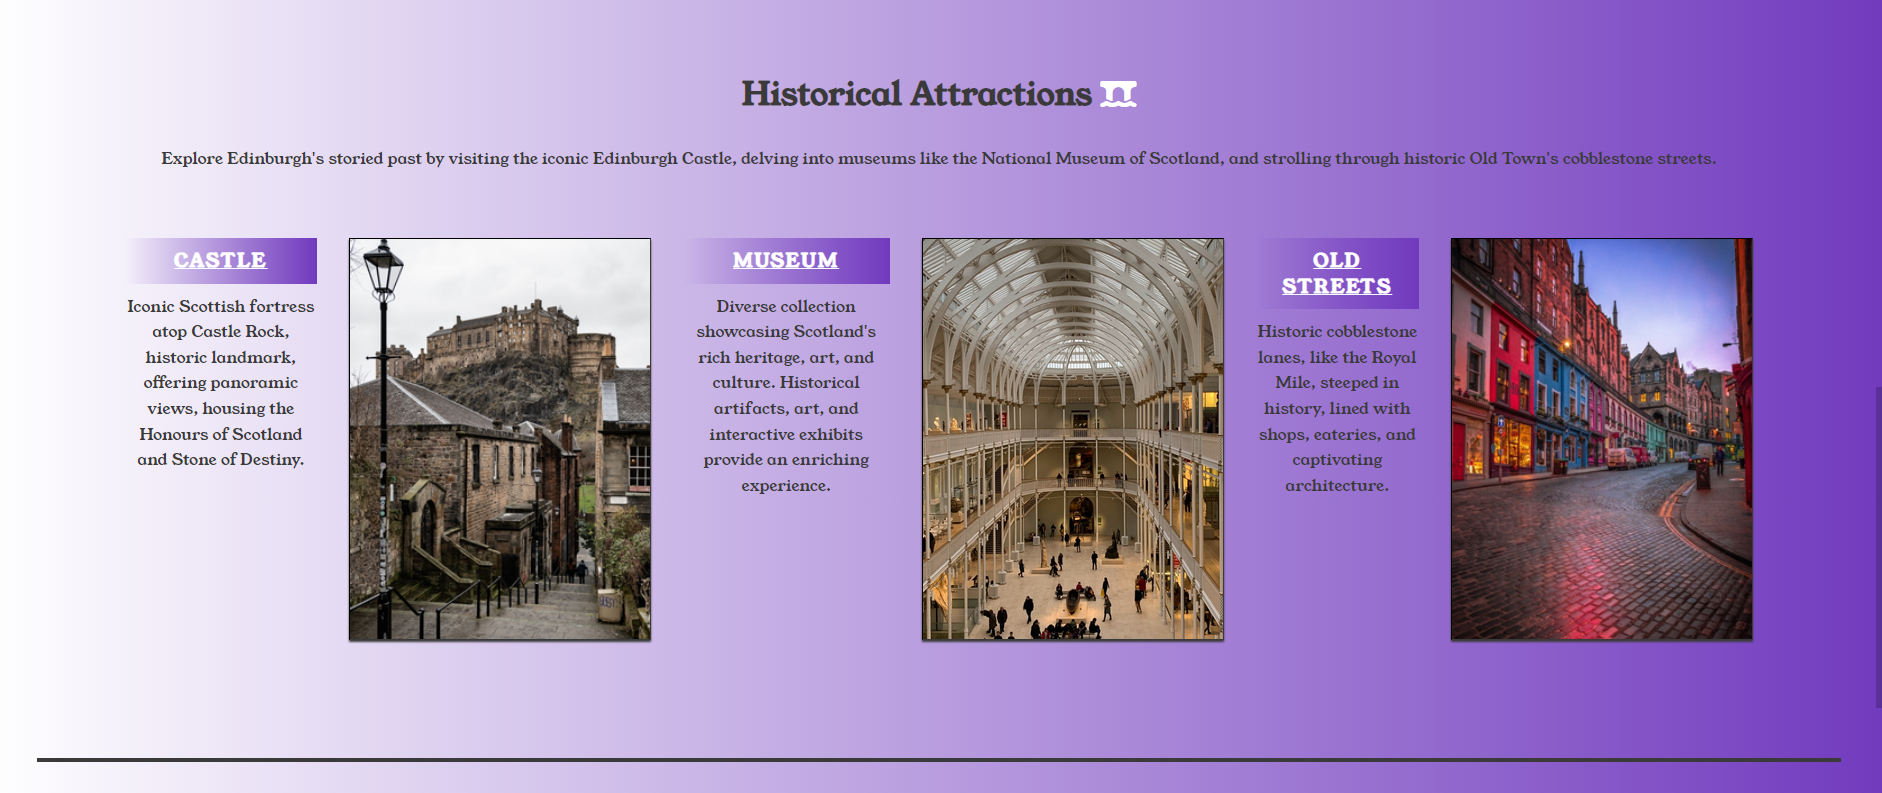 Historical Attractions
Explore Edinburgh's storied past by visiting the iconic Edinburgh Castle, delving into museums like the National Museum of Scotland, and strolling through historic Old Town's cobblestone streets.
CASTLE
Iconic Scottish fortress
atop Castle Rock,
historic landmark,
offering panoramic
views, housing the
Honours of Scotland
and Stone of Destiny.
MUSEUM
Diverse collection
showcasing Scotland's
rich heritage, art, and
culture. Historical
artifacts, art, and
interactive exhibits
provide an enriching
experience.
OLD
STREETS
Historic cobblestone
lanes, like the Royal
Mile, steeped in
history, lined with
shops, eateries, and
captivating
architecture.